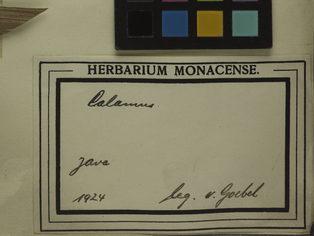 HERBARIUM MONACENSE.
Calamus
Java
1924 leg. v. Goebel